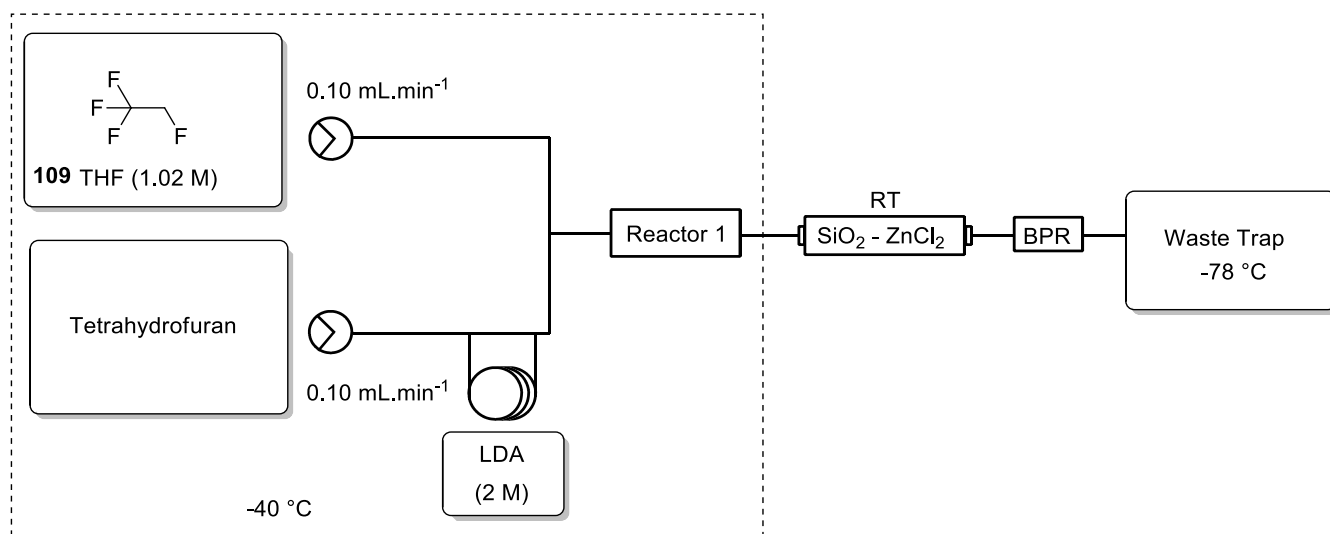 F
F
F
F
109 THF (1.02 M)
0.10 mL.min⁻¹
Tetrahydrofuran
0.10 mL.min⁻¹
LDA
(2 M)
-40 °C
Reactor 1
RT
SiO₂ - ZnCl₂
BPR
Waste Trap
-78 °C